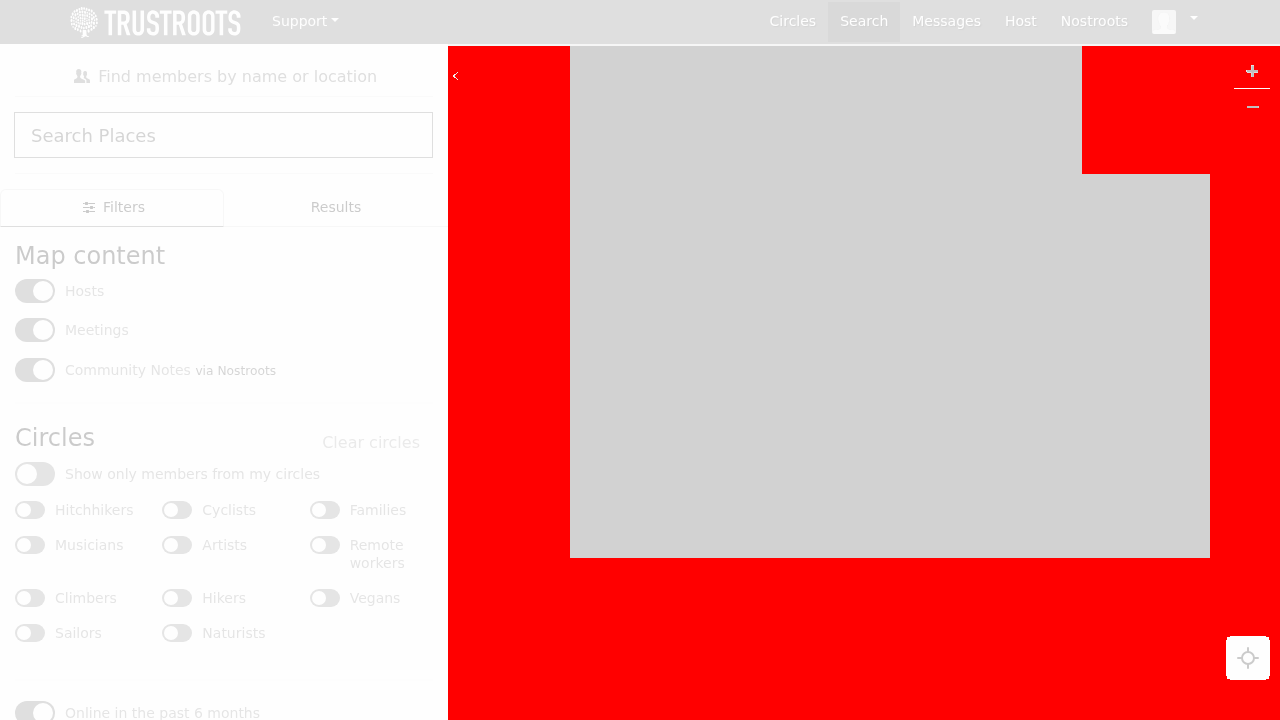 TRUSTROOTS Support Circles Search Messages Host Nostroots
Find members by name or location
Search Places
Filters Results
Map content
Hosts
Meetings
Community Notes via Nostroots
Circles Clear circles
Show only members from my circles
Hitchhikers Cyclists Families
Musicians Artists Remote workers
Climbers Hikers Vegans
Sailors Naturists
Online in the past 6 months